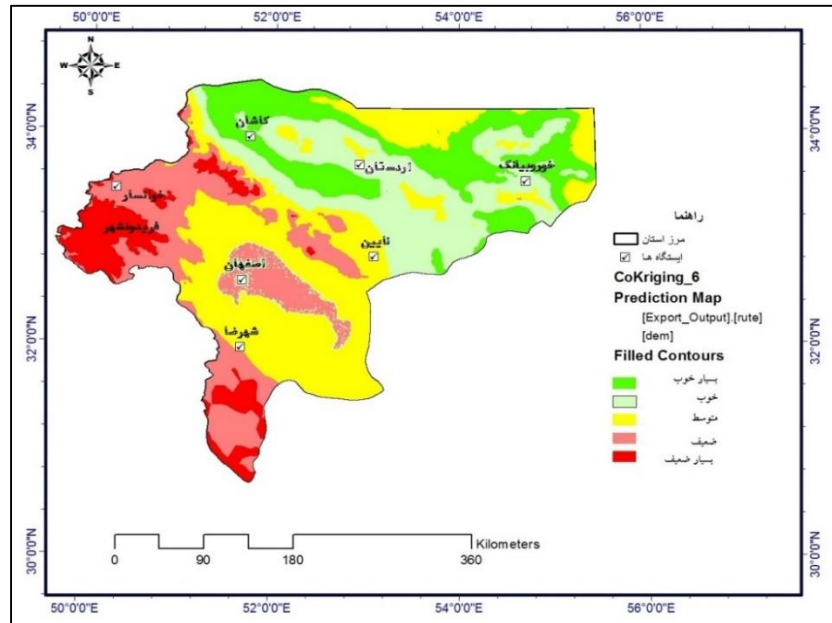 50°0'0"E 52°0'0"E 54°0'0"E 56°0'0"E
N
W E
S
34°0'0"N 34°0'0"N
32°0'0"N 32°0'0"N
30°0'0"N 30°0'0"N
کاشان
اردستان
خوروبیانک
خوانسار
فریدونشهر
نایین
اصفهان
شهرضا
راهنما
مرز استان
ایستگاه ها
CoKriging_6
Prediction Map
[Export_Output].[rute]
[dem]
Filled Contours
بسیار خوب
خوب
متوسط
ضعیف
بسیار ضعیف
Kilometers
0 90 180 360
50°0'0"E 52°0'0"E 54°0'0"E 56°0'0"E